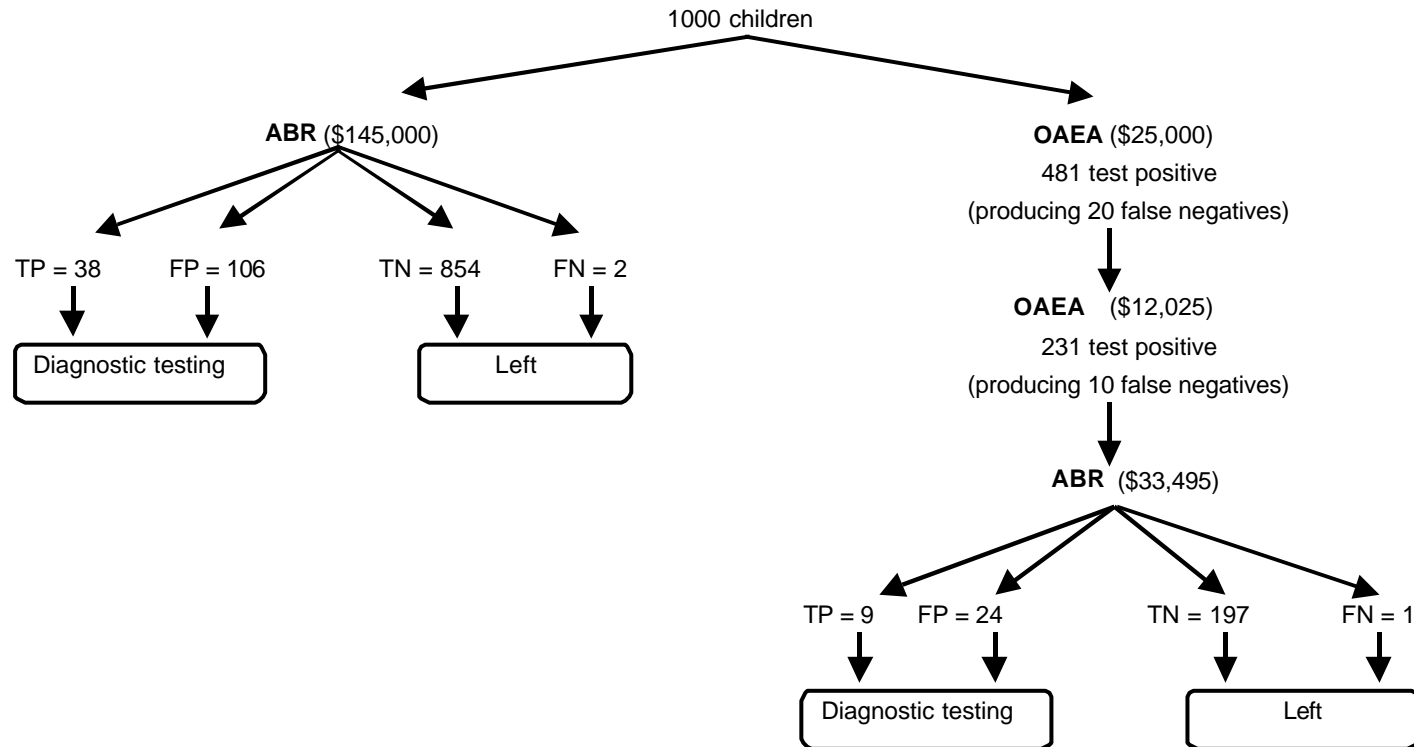 1000 children
ABR ($145,000)
TP = 38 FP = 106 TN = 854 FN = 2
Diagnostic testing
Left
OAEA ($25,000)
481 test positive
(producing 20 false negatives)
OAEA ($12,025)
231 test positive
(producing 10 false negatives)
ABR ($33,495)
TP = 9 FP = 24 TN = 197 FN = 1
Diagnostic testing
Left